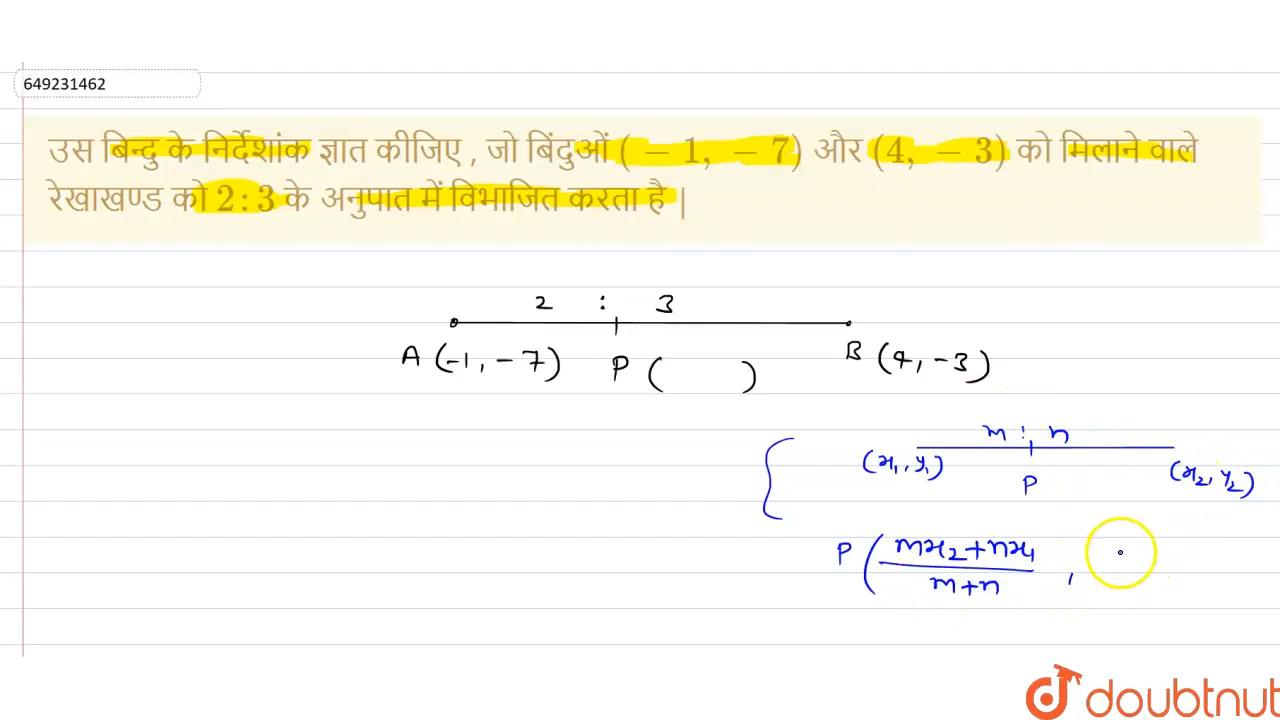 649231462
उस बिन्दु के निर्देशांक ज्ञात कीजिए , जो बिंदुओं (-1, -7) और (4, -3) को मिलाने वाले
रेखाखण्ड को 2:3 के अनुपात में विभाजित करता है |
2 : 3
A (-1, -7) P ( ) B (4, -3)
m : n
(x₁, y₁) P (x₂, y₂)
P ( mx₂+nx₁ ,
m+n
doubtnut